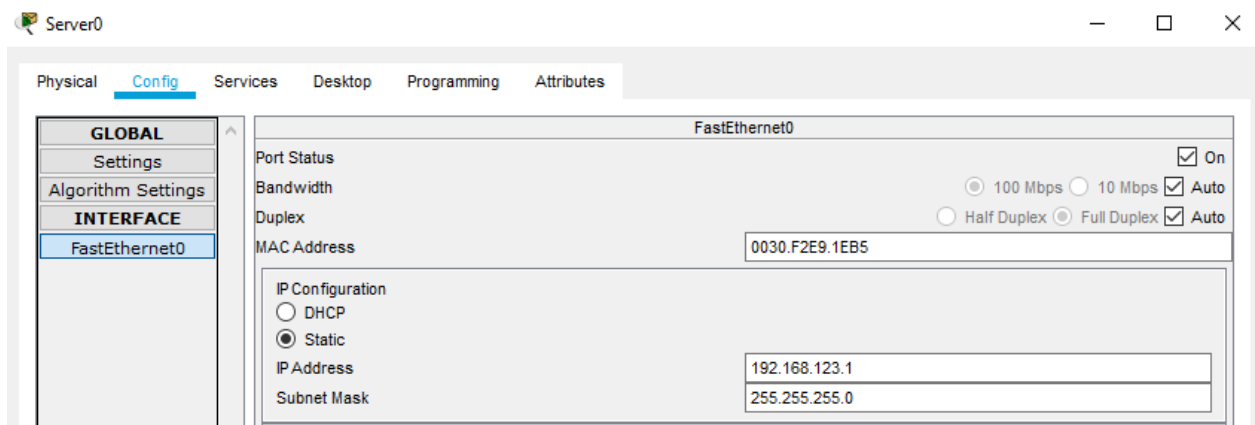 Server0
Physical Config Services Desktop Programming Attributes
GLOBAL
Settings
Algorithm Settings
INTERFACE
FastEthernet0
FastEthernet0
Port Status On
Bandwidth 100 Mbps 10 Mbps Auto
Duplex Half Duplex Full Duplex Auto
MAC Address 0030.F2E9.1EB5
IP Configuration
DHCP
Static
IP Address 192.168.123.1
Subnet Mask 255.255.255.0